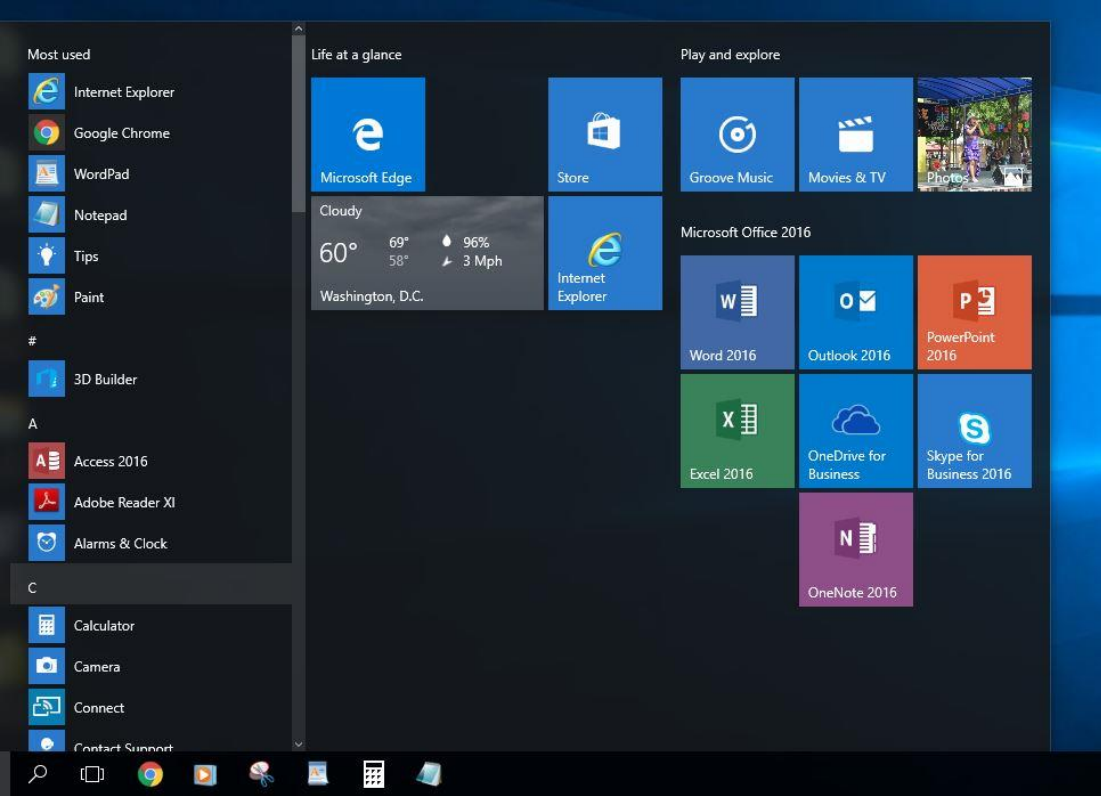 Most used
Internet Explorer
Google Chrome
WordPad
Notepad
Tips
Paint
#
3D Builder
A
Access 2016
Adobe Reader XI
Alarms & Clock
C
Calculator
Camera
Connect
Contact Support
Life at a glance
Microsoft Edge
Store
Cloudy
60° 69° 96%
58° 3 Mph
Washington, D.C.
Internet
Explorer
Play and explore
Groove Music
Movies & TV
Photos
Microsoft Office 2016
Word 2016
Outlook 2016
PowerPoint
2016
Excel 2016
OneDrive for
Business
Skype for
Business 2016
OneNote 2016